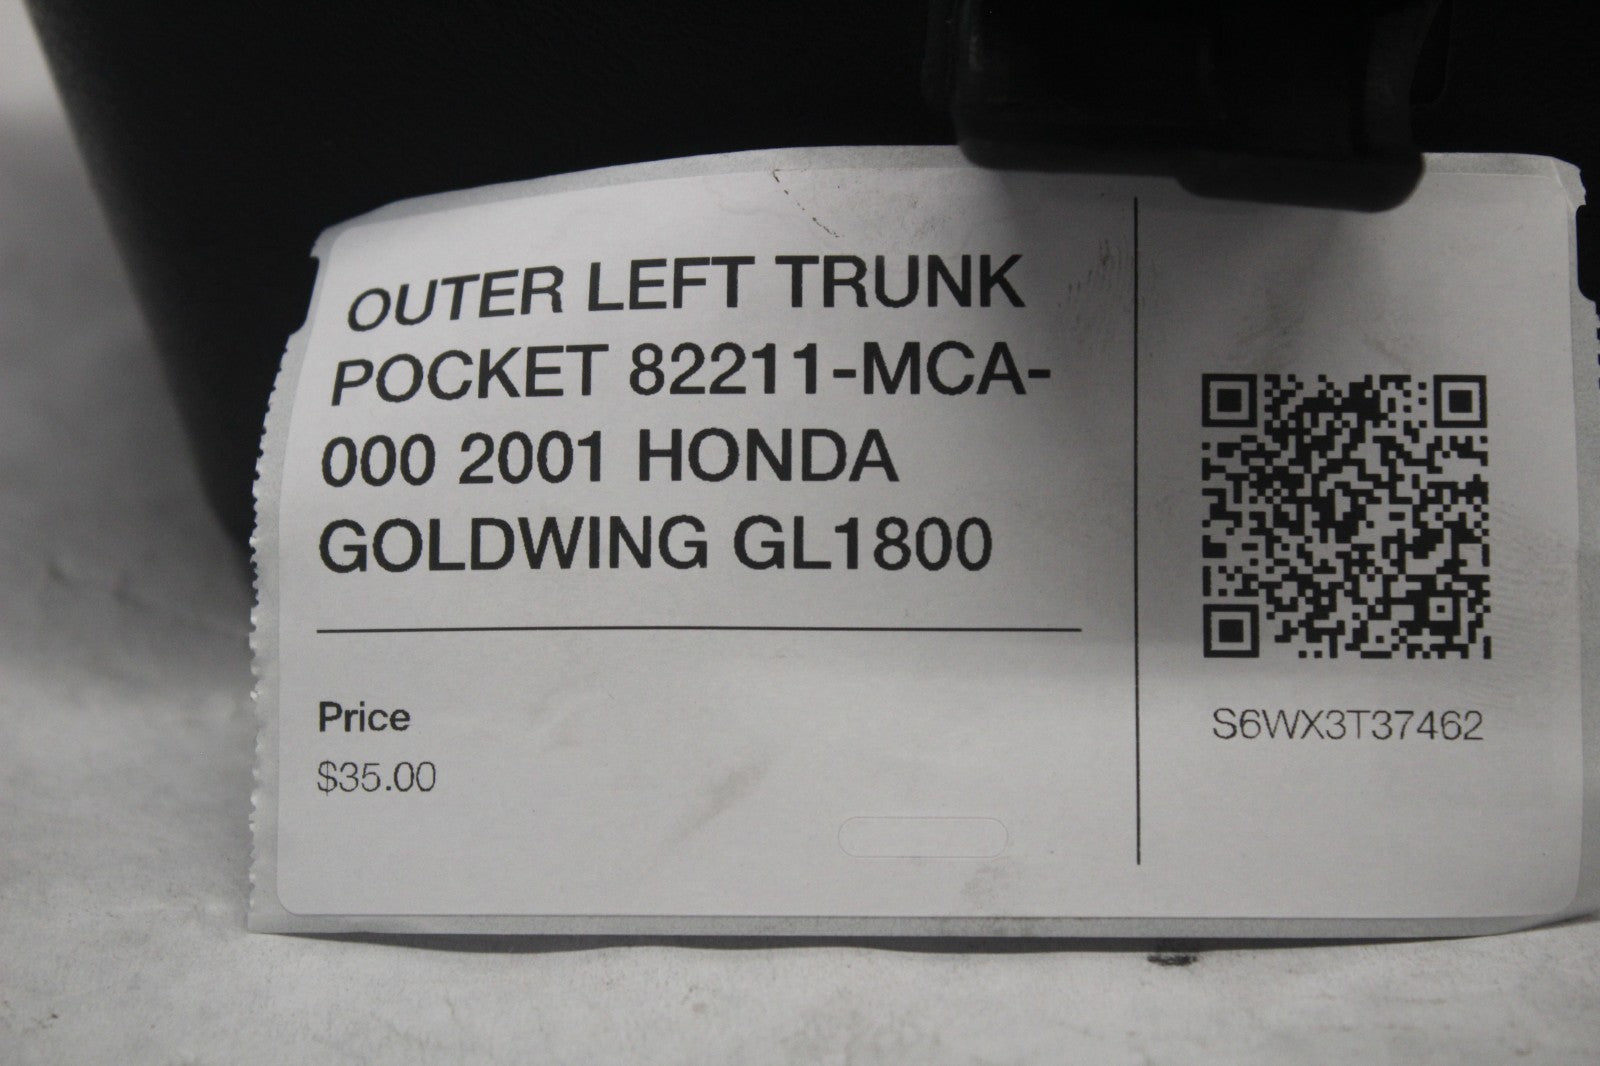 OUTER LEFT TRUNK
POCKET 82211-MCA-
000 2001 HONDA
GOLDWING GL1800
Price
$35.00
S6WX3T37462